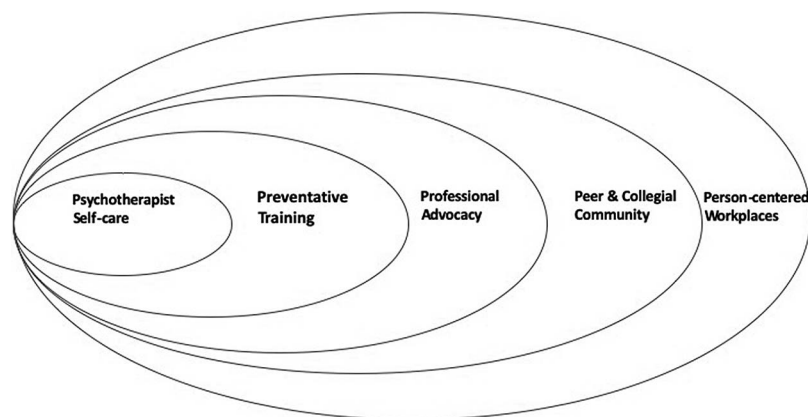 Psychotherapist
Self-care
Preventative
Training
Professional
Advocacy
Peer & Collegial
Community
Person-centered
Workplaces